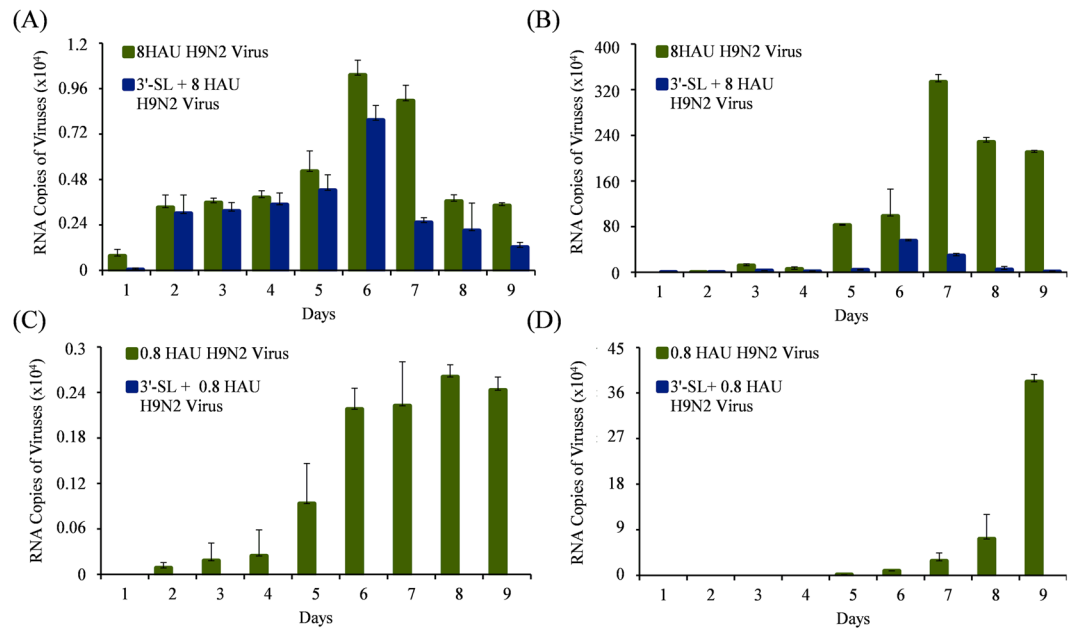 (A)
RNA Copies of Viruses (x10⁴)
1.2
0.96
0.72
0.48
0.24
0
8HAU H9N2 Virus
3'-SL + 8 HAU
H9N2 Virus
1 2 3 4 5 6 7 8 9
Days
(B)
RNA Copies of Viruses (x10⁴)
400
320
240
160
80
0
8HAU H9N2 Virus
3'-SL + 8 HAU
H9N2 Virus
1 2 3 4 5 6 7 8 9
Days
(C)
RNA Copies of Viruses (x10⁴)
0.3
0.24
0.18
0.12
0.06
0
0.8 HAU H9N2 Virus
3'-SL + 0.8 HAU
H9N2 Virus
1 2 3 4 5 6 7 8 9
Days
(D)
RNA Copies of Viruses (x10⁴)
45
36
27
18
9
0
0.8 HAU H9N2 Virus
3'-SL+ 0.8 HAU
H9N2 Virus
1 2 3 4 5 6 7 8 9
Days